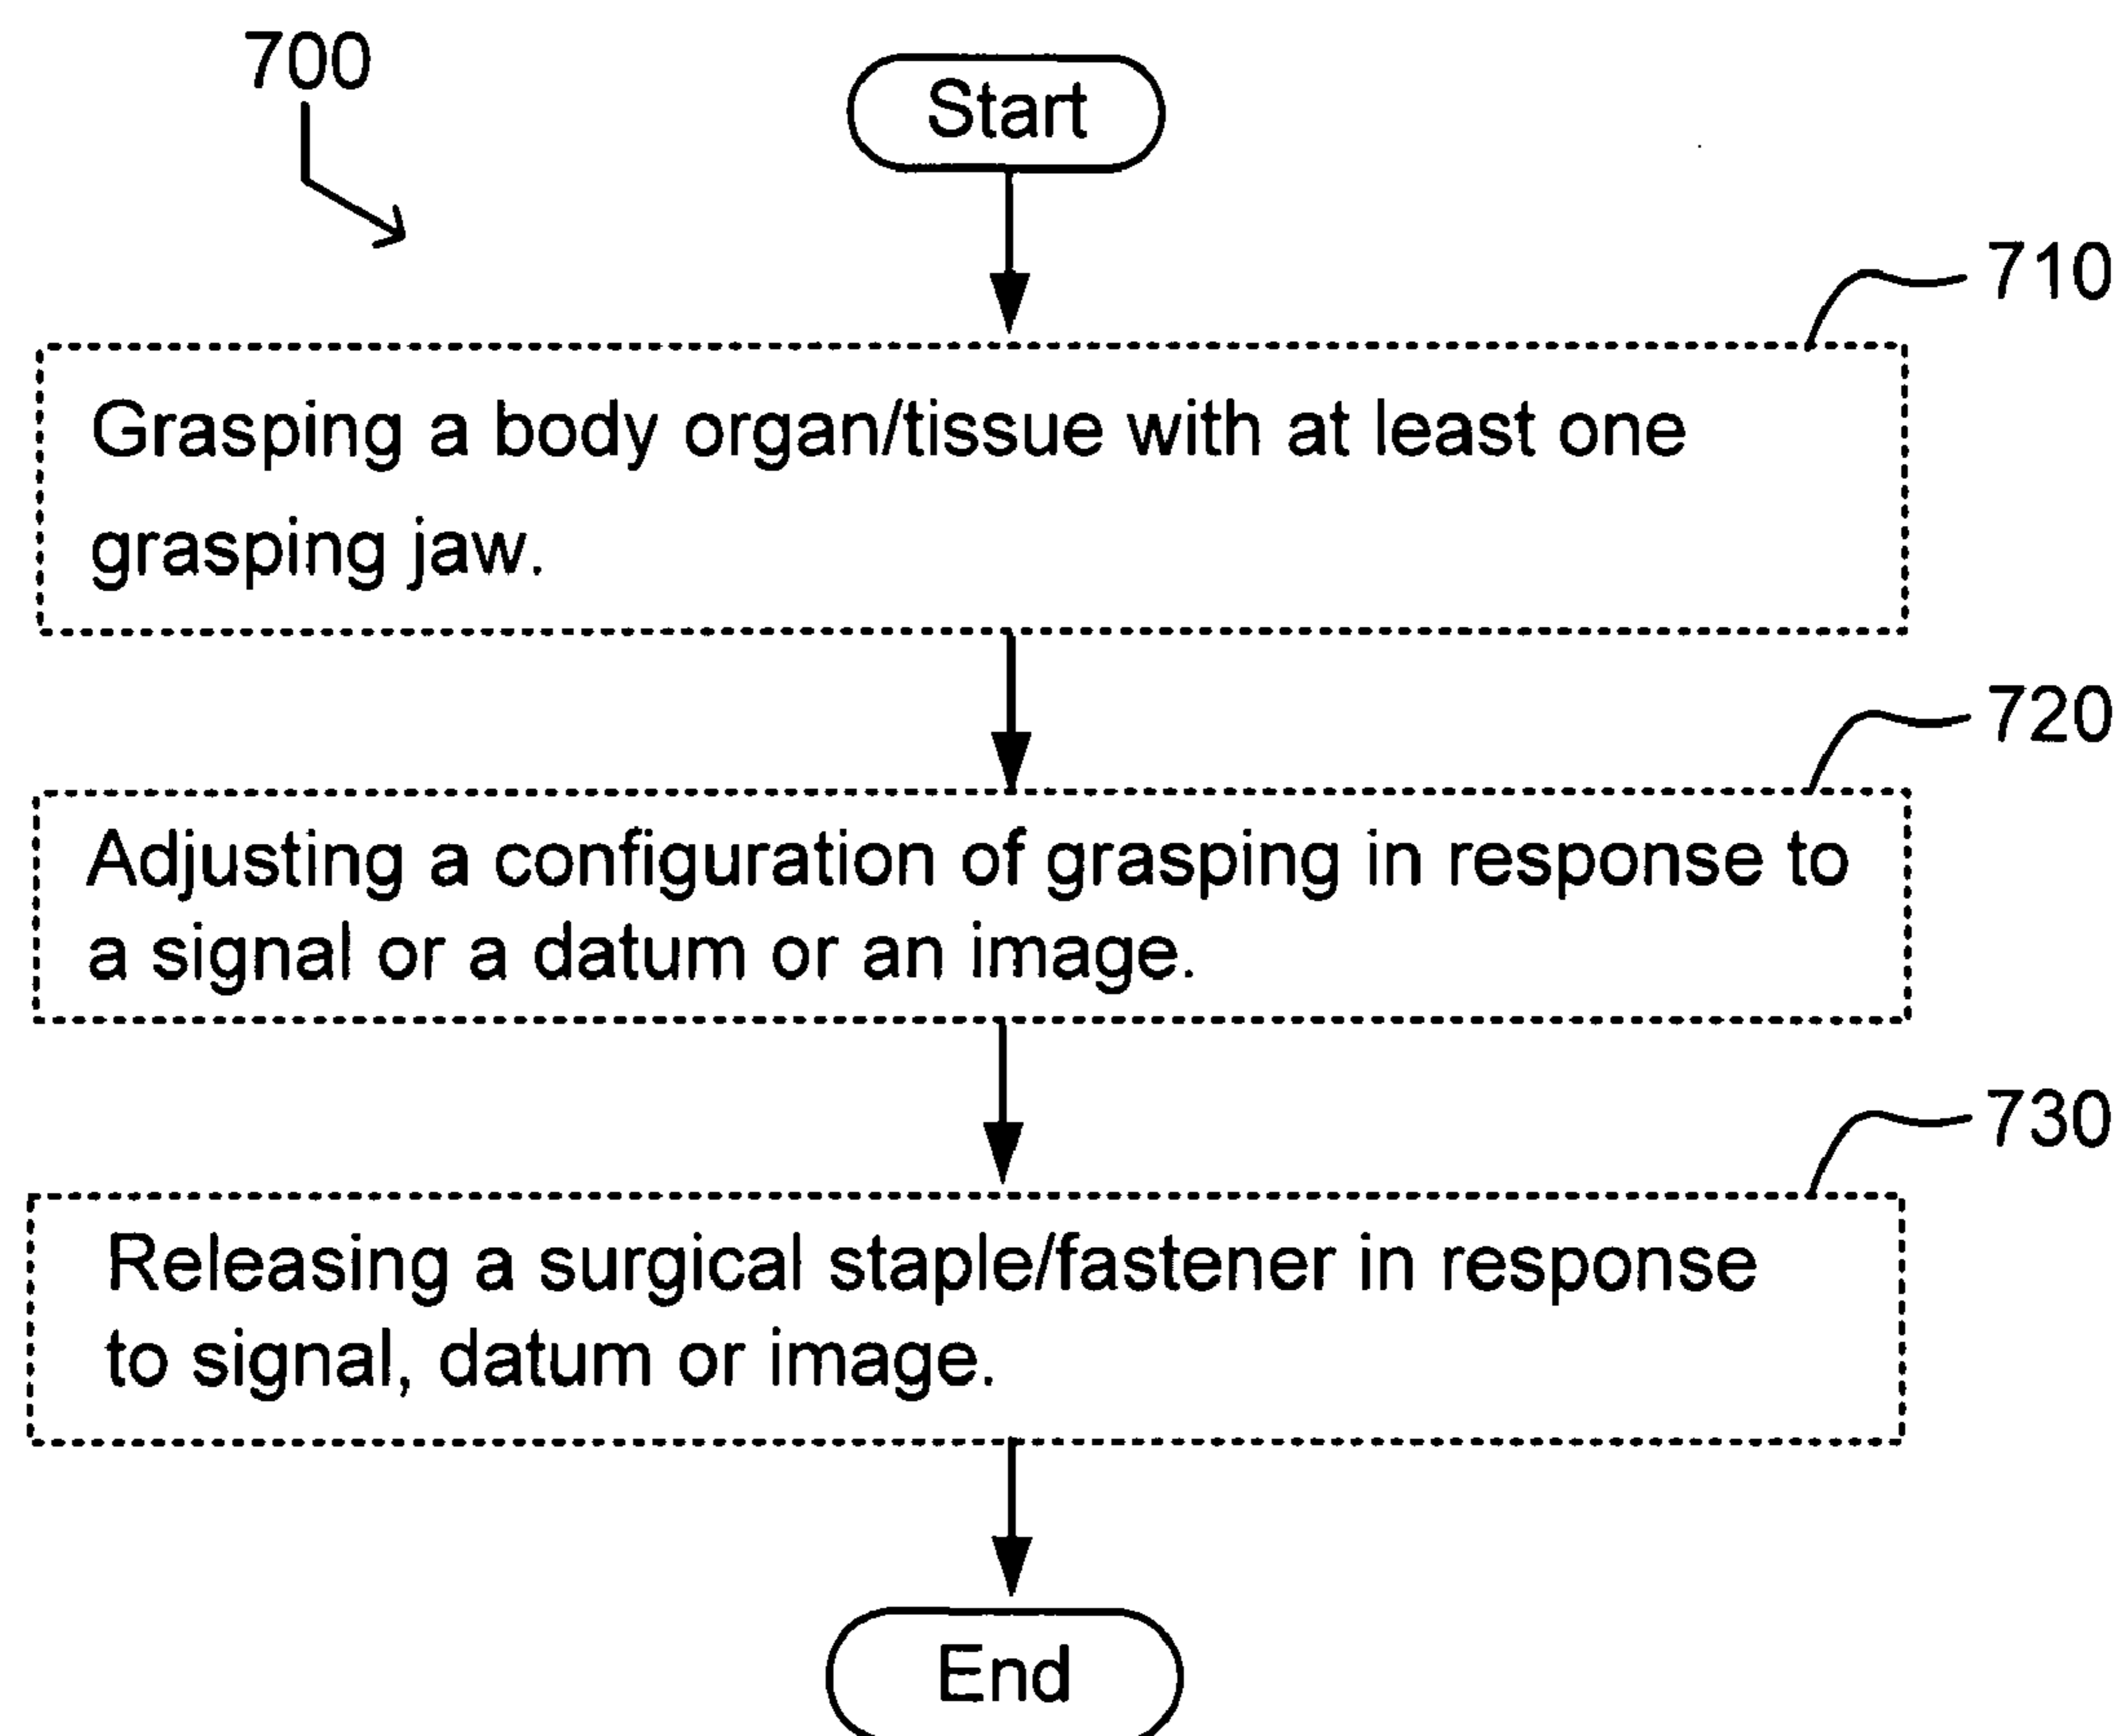 700
Start
710
Grasping a body organ/tissue with at least one
grasping jaw.
720
Adjusting a configuration of grasping in response to
a signal or a datum or an image.
730
Releasing a surgical staple/fastener in response
to signal, datum or image.
End